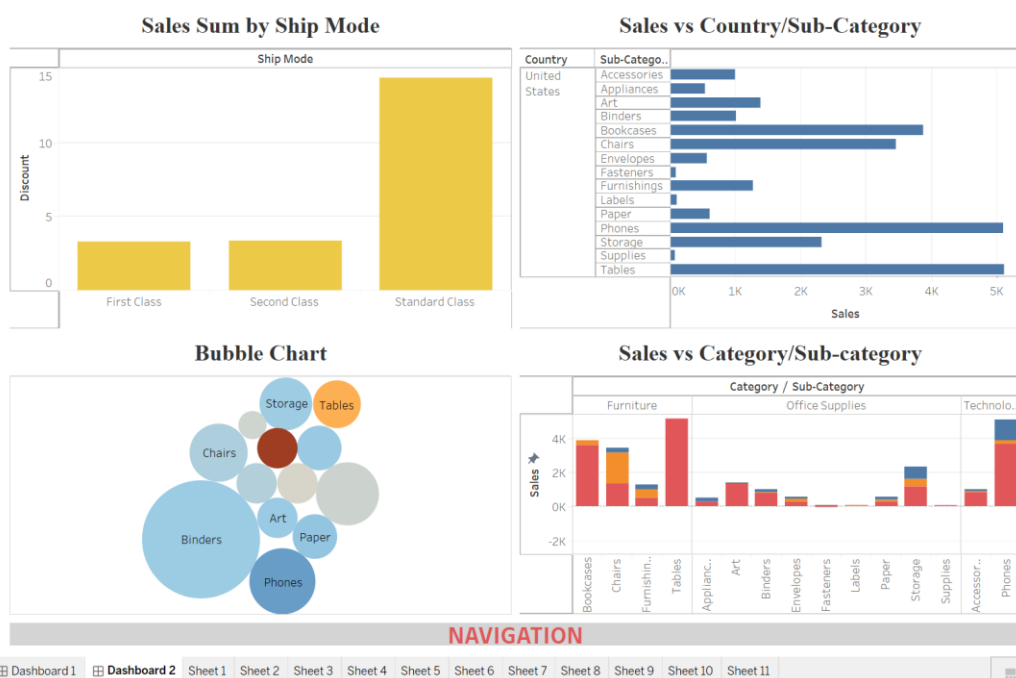 Sales Sum by Ship Mode
Ship Mode
15
10
5
0
Discount
First Class
Second Class
Standard Class
Sales vs Country/Sub-Category
Country
Sub-Catego..
United
States
Accessories
Appliances
Art
Binders
Bookcases
Chairs
Envelopes
Fasteners
Furnishings
Labels
Paper
Phones
Storage
Supplies
Tables
0K 1K 2K 3K 4K 5K
Sales
Bubble Chart
Storage
Tables
Chairs
Art
Binders
Paper
Phones
Sales vs Category/Sub-category
Category / Sub-Category
Furniture
Office Supplies
Technolo..
4K
2K
0K
-2K
Sales
Bookcases
Chairs
Furnishin..
Tables
Applianc..
Art
Binders
Envelopes
Fasteners
Labels
Paper
Storage
Supplies
Accessor..
Phones
NAVIGATION
Dashboard 1 Dashboard 2 Sheet 1 Sheet 2 Sheet 3 Sheet 4 Sheet 5 Sheet 6 Sheet 7 Sheet 8 Sheet 9 Sheet 10 Sheet 11